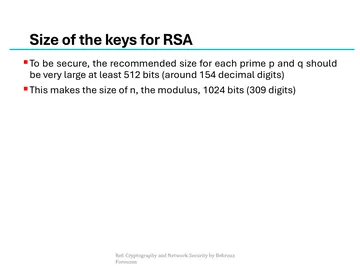 Size of the keys for RSA
To be secure, the recommended size for each prime p and q should
be very large at least 512 bits (around 154 decimal digits)
This makes the size of n, the modulus, 1024 bits (309 digits)
Ref: Cryptography and Network Security by Behrouz
Forouzan